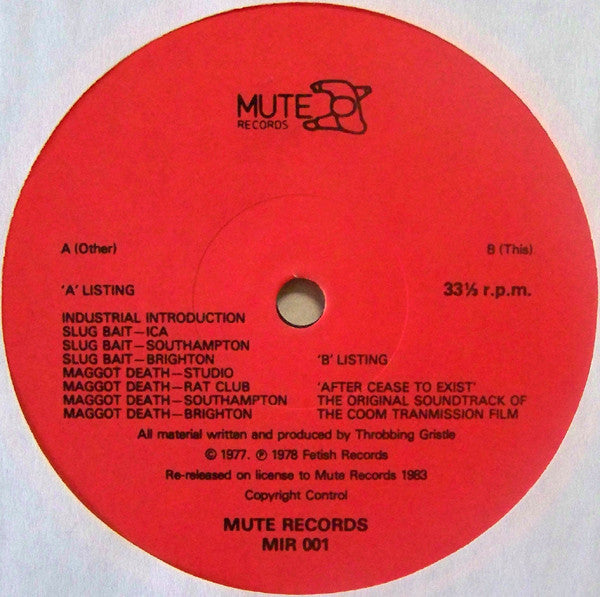 MUTE
RECORDS
A (Other)
B (This)
'A' LISTING
33⅓ r.p.m.
INDUSTRIAL INTRODUCTION
SLUG BAIT—ICA
SLUG BAIT—SOUTHAMPTON
SLUG BAIT—BRIGHTON
MAGGOT DEATH—STUDIO
MAGGOT DEATH—RAT CLUB
MAGGOT DEATH—SOUTHAMPTON
MAGGOT DEATH—BRIGHTON
'B' LISTING
'AFTER CEASE TO EXIST'
THE ORIGINAL SOUNDTRACK OF
THE COOM TRANMISSION FILM
All material written and produced by Throbbing Gristle
© 1977. ℗ 1978 Fetish Records
Re-released on license to Mute Records 1983
Copyright Control
MUTE RECORDS
MIR 001